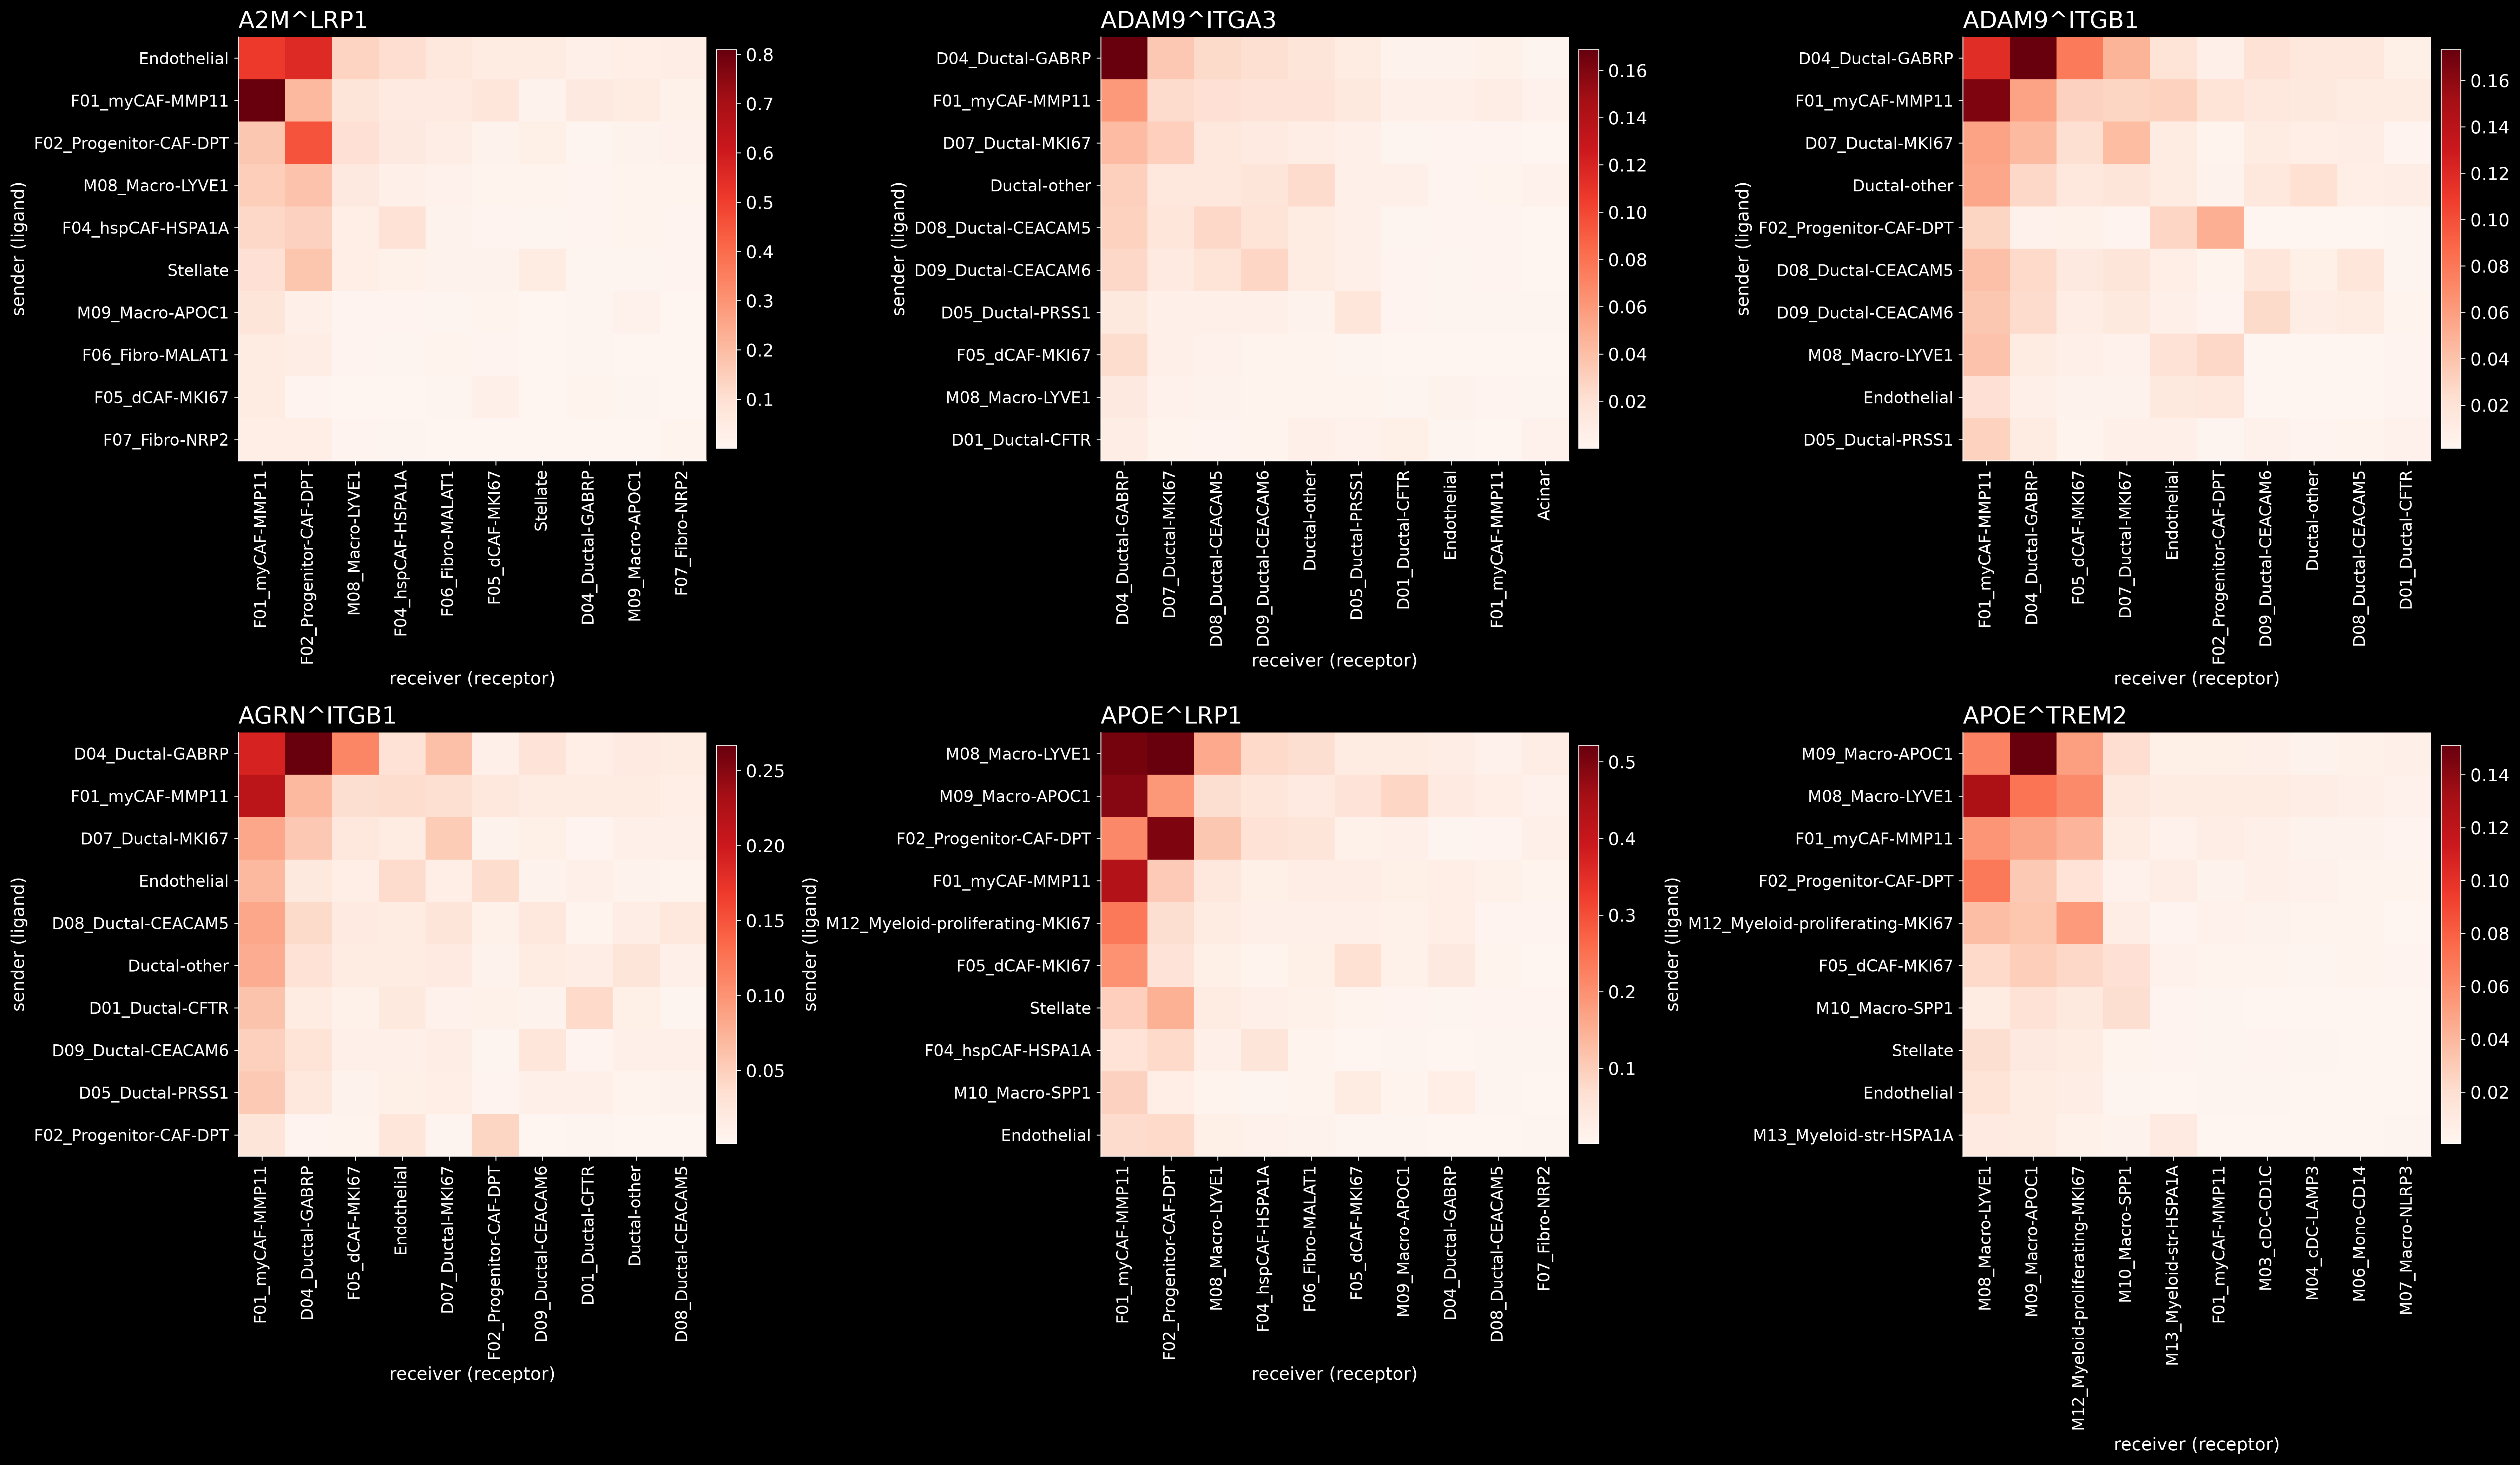 A2M^LRP1
sender (ligand)
Endothelial
F01_myCAF-MMP11
F02_Progenitor-CAF-DPT
M08_Macro-LYVE1
F04_hspCAF-HSPA1A
Stellate
M09_Macro-APOC1
F06_Fibro-MALAT1
F05_dCAF-MKI67
F07_Fibro-NRP2
0.8
0.7
0.6
0.5
0.4
0.3
0.2
0.1
F01_myCAF-MMP11
F02_Progenitor-CAF-DPT
M08_Macro-LYVE1
F04_hspCAF-HSPA1A
F06_Fibro-MALAT1
F05_dCAF-MKI67
Stellate
D04_Ductal-GABRP
M09_Macro-APOC1
F07_Fibro-NRP2
receiver (receptor)
ADAM9^ITGA3
sender (ligand)
D04_Ductal-GABRP
F01_myCAF-MMP11
D07_Ductal-MKI67
Ductal-other
D08_Ductal-CEACAM5
D09_Ductal-CEACAM6
D05_Ductal-PRSS1
F05_dCAF-MKI67
M08_Macro-LYVE1
D01_Ductal-CFTR
0.16
0.14
0.12
0.10
0.08
0.06
0.04
0.02
D04_Ductal-GABRP
D07_Ductal-MKI67
D08_Ductal-CEACAM5
D09_Ductal-CEACAM6
Ductal-other
D05_Ductal-PRSS1
D01_Ductal-CFTR
Endothelial
F01_myCAF-MMP11
Acinar
receiver (receptor)
ADAM9^ITGB1
sender (ligand)
D04_Ductal-GABRP
F01_myCAF-MMP11
D07_Ductal-MKI67
Ductal-other
F02_Progenitor-CAF-DPT
D08_Ductal-CEACAM5
D09_Ductal-CEACAM6
M08_Macro-LYVE1
Endothelial
D05_Ductal-PRSS1
0.16
0.14
0.12
0.10
0.08
0.06
0.04
0.02
F01_myCAF-MMP11
D04_Ductal-GABRP
F05_dCAF-MKI67
D07_Ductal-MKI67
Endothelial
F02_Progenitor-CAF-DPT
D09_Ductal-CEACAM6
Ductal-other
D08_Ductal-CEACAM5
D01_Ductal-CFTR
receiver (receptor)
AGRN^ITGB1
sender (ligand)
D04_Ductal-GABRP
F01_myCAF-MMP11
D07_Ductal-MKI67
Endothelial
D08_Ductal-CEACAM5
Ductal-other
D01_Ductal-CFTR
D09_Ductal-CEACAM6
D05_Ductal-PRSS1
F02_Progenitor-CAF-DPT
0.25
0.20
0.15
0.10
0.05
F01_myCAF-MMP11
D04_Ductal-GABRP
F05_dCAF-MKI67
Endothelial
D07_Ductal-MKI67
F02_Progenitor-CAF-DPT
D09_Ductal-CEACAM6
D01_Ductal-CFTR
Ductal-other
D08_Ductal-CEACAM5
receiver (receptor)
APOE^LRP1
sender (ligand)
M08_Macro-LYVE1
M09_Macro-APOC1
F02_Progenitor-CAF-DPT
F01_myCAF-MMP11
M12_Myeloid-proliferating-MKI67
F05_dCAF-MKI67
Stellate
F04_hspCAF-HSPA1A
M10_Macro-SPP1
Endothelial
0.5
0.4
0.3
0.2
0.1
F01_myCAF-MMP11
F02_Progenitor-CAF-DPT
M08_Macro-LYVE1
F04_hspCAF-HSPA1A
F06_Fibro-MALAT1
F05_dCAF-MKI67
M09_Macro-APOC1
D04_Ductal-GABRP
D08_Ductal-CEACAM5
F07_Fibro-NRP2
receiver (receptor)
APOE^TREM2
sender (ligand)
M09_Macro-APOC1
M08_Macro-LYVE1
F01_myCAF-MMP11
F02_Progenitor-CAF-DPT
M12_Myeloid-proliferating-MKI67
F05_dCAF-MKI67
M10_Macro-SPP1
Stellate
Endothelial
M13_Myeloid-str-HSPA1A
0.14
0.12
0.10
0.08
0.06
0.04
0.02
M08_Macro-LYVE1
M09_Macro-APOC1
M12_Myeloid-proliferating-MKI67
M10_Macro-SPP1
M13_Myeloid-str-HSPA1A
F01_myCAF-MMP11
M03_cDC-CD1C
M04_cDC-LAMP3
M06_Mono-CD14
M07_Macro-NLRP3
receiver (receptor)